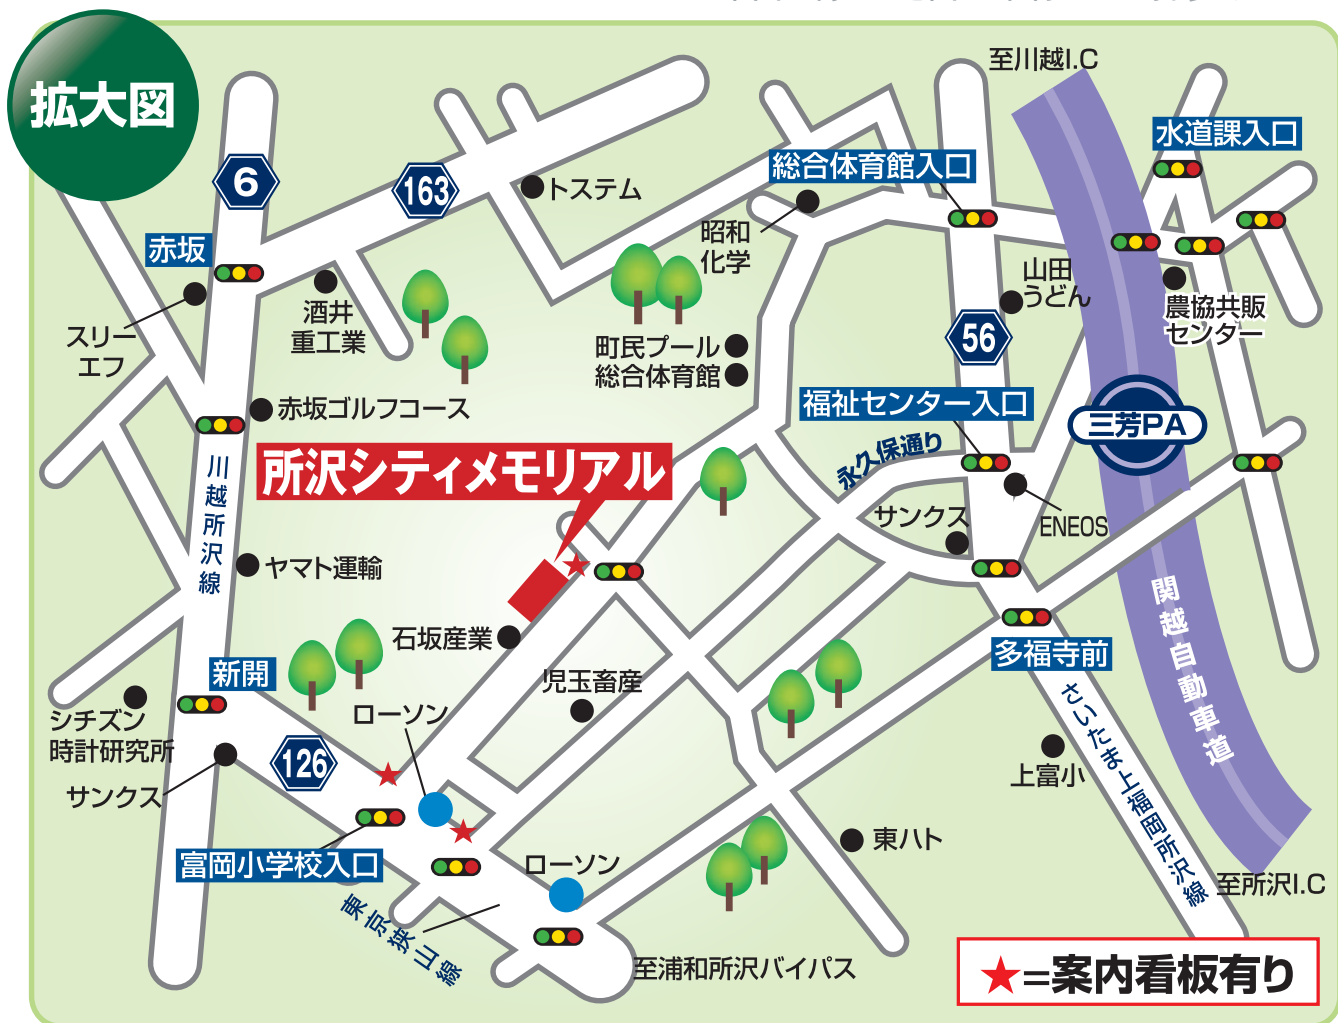 拡大図
至川越I.C
水道課入口
総合体育館入口
6
163
トステム
赤坂
昭和
化学
山田
うどん
農協共販
センター
スリー
エフ
酒井
重工業
町民プール
総合体育館
56
三芳PA
赤坂ゴルフコース
福祉センター入口
永久保通り
所沢シティメモリアル
川越所沢線
サンクス
ENEOS
ヤマト運輸
石坂産業
関越自動車道
多福寺前
新開
児玉畜産
ローソン
シチズン
時計研究所
126
さいたま上福岡所沢線
上富小
サンクス
富岡小学校入口
ローソン
東ハト
至所沢I.C
東京狭山線
至浦和所沢バイパス
★=案内看板有り